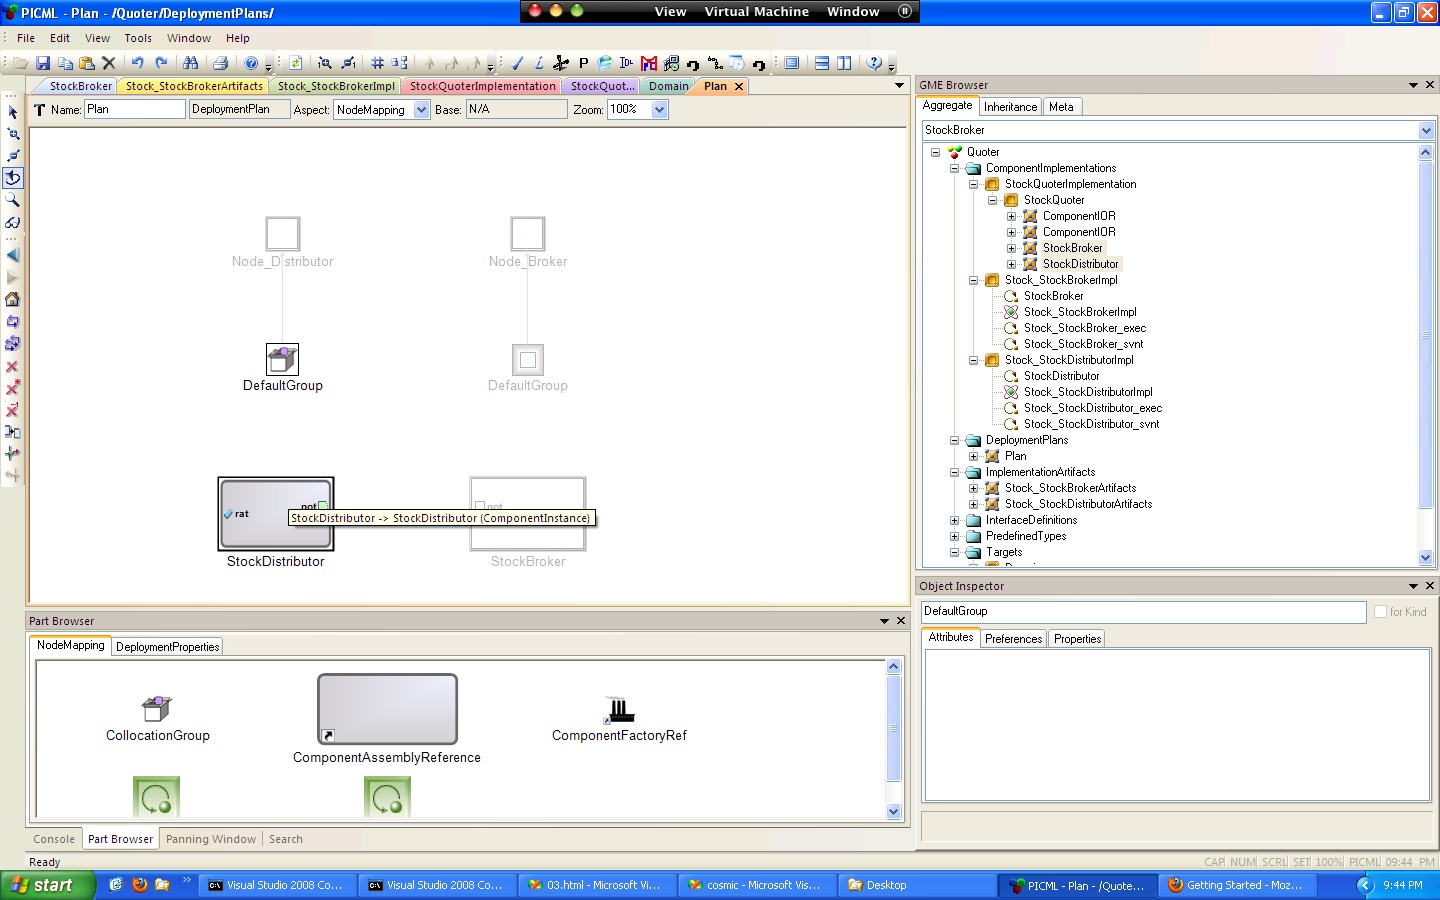 PICML - Plan - /Quoter/DeploymentPlans/
View Virtual Machine Window
File Edit View Tools Window Help
StockBroker Stock_StockBrokerArtifacts Stock_StockBrokerImpl StockQuoterImplementation StockQuot... Domain Plan
Name: Plan DeploymentPlan Aspect: NodeMapping Base: N/A Zoom: 100%
Node_Distributor Node_Broker
DefaultGroup DefaultGroup
rat not not
StockDistributor -> StockDistributor (ComponentInstance)
StockDistributor StockBroker
Part Browser
NodeMapping DeploymentProperties
CollocationGroup
ComponentAssemblyReference
ComponentFactoryRef
Console Part Browser Panning Window Search
GME Browser
Aggregate Inheritance Meta
StockBroker
Quoter
ComponentImplementations
StockQuoterImplementation
StockQuoter
ComponentIOR
ComponentIOR
StockBroker
StockDistributor
Stock_StockBrokerImpl
StockBroker
Stock_StockBrokerImpl
Stock_StockBroker_exec
Stock_StockBroker_svnt
Stock_StockDistributorImpl
StockDistributor
Stock_StockDistributorImpl
Stock_StockDistributor_exec
Stock_StockDistributor_svnt
DeploymentPlans
Plan
ImplementationArtifacts
Stock_StockBrokerArtifacts
Stock_StockDistributorArtifacts
InterfaceDefinitions
PredefinedTypes
Targets
Object Inspector
DefaultGroup for Kind
Attributes Preferences Properties
Ready CAP NUM SCRL SET 100% PICML 09:44 PM
start Visual Studio 2008 Co... Visual Studio 2008 Co... 03.html - Microsoft Vi... cosmic - Microsoft Vis... Desktop PICML - Plan - /Quote... Getting Started - Moz... 9:44 PM